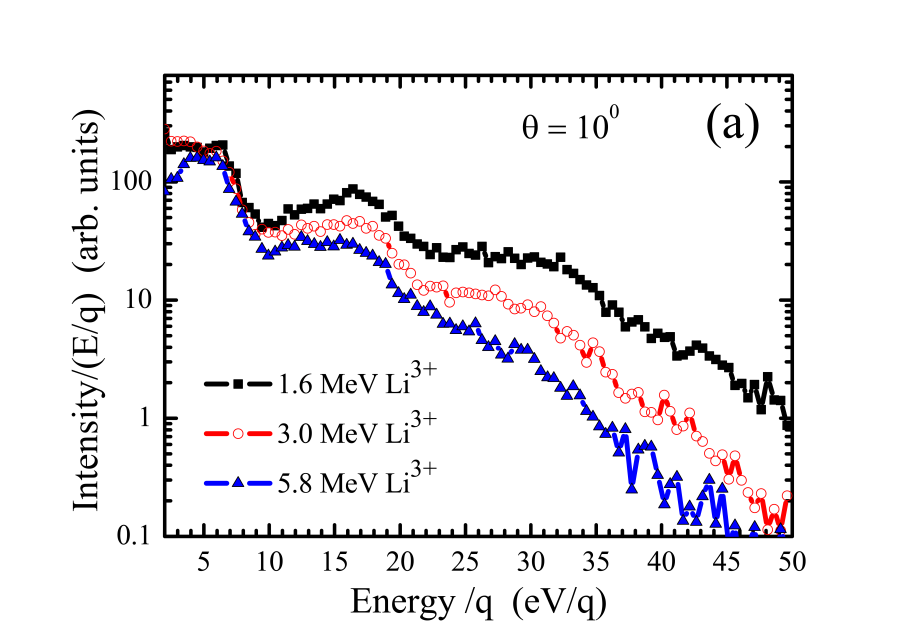 θ = 10⁰ (a)
Intensity/(E/q) (arb. units)
100
10
1
0.1
1.6 MeV Li³⁺
3.0 MeV Li³⁺
5.8 MeV Li³⁺
5 10 15 20 25 30 35 40 45 50
Energy /q (eV/q)